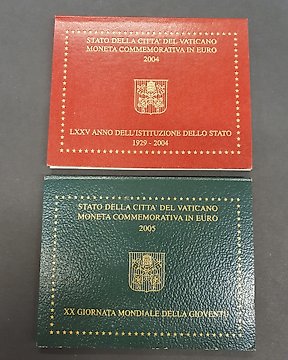 STATO DELLA CITTA' DEL VATICANO
MONETA COMMEMORATIVA IN EURO
2004
LXXV ANNO DELL'ISTITUZIONE DELLO STATO
1929 - 2004
STATO DELLA CITTA' DEL VATICANO
MONETA COMMEMORATIVA IN EURO
2005
XX GIORNATA MONDIALE DELLA GIOVENTU'